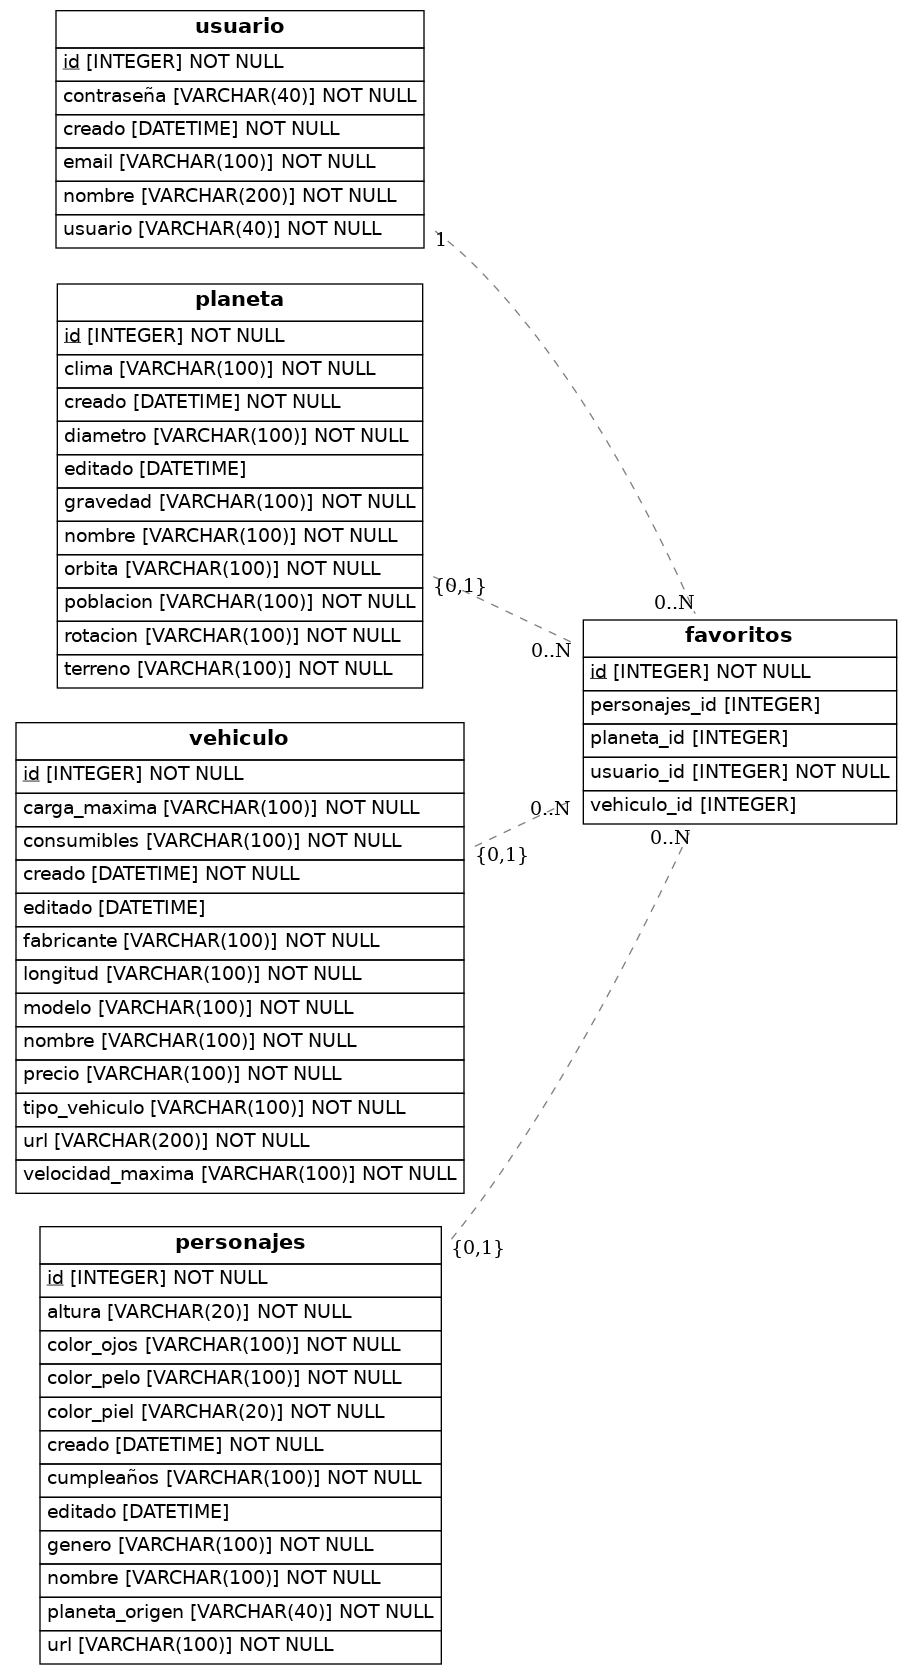 usuario
id [INTEGER] NOT NULL
contraseña [VARCHAR(40)] NOT NULL
creado [DATETIME] NOT NULL
email [VARCHAR(100)] NOT NULL
nombre [VARCHAR(200)] NOT NULL
usuario [VARCHAR(40)] NOT NULL
1
planeta
id [INTEGER] NOT NULL
clima [VARCHAR(100)] NOT NULL
creado [DATETIME] NOT NULL
diametro [VARCHAR(100)] NOT NULL
editado [DATETIME]
gravedad [VARCHAR(100)] NOT NULL
nombre [VARCHAR(100)] NOT NULL
orbita [VARCHAR(100)] NOT NULL
poblacion [VARCHAR(100)] NOT NULL
rotacion [VARCHAR(100)] NOT NULL
terreno [VARCHAR(100)] NOT NULL
{0,1}
0..N
0..N
favoritos
id [INTEGER] NOT NULL
personajes_id [INTEGER]
planeta_id [INTEGER]
usuario_id [INTEGER] NOT NULL
vehiculo_id [INTEGER]
0..N
0..N
{0,1}
vehiculo
id [INTEGER] NOT NULL
carga_maxima [VARCHAR(100)] NOT NULL
consumibles [VARCHAR(100)] NOT NULL
creado [DATETIME] NOT NULL
editado [DATETIME]
fabricante [VARCHAR(100)] NOT NULL
longitud [VARCHAR(100)] NOT NULL
modelo [VARCHAR(100)] NOT NULL
nombre [VARCHAR(100)] NOT NULL
precio [VARCHAR(100)] NOT NULL
tipo_vehiculo [VARCHAR(100)] NOT NULL
url [VARCHAR(200)] NOT NULL
velocidad_maxima [VARCHAR(100)] NOT NULL
personajes
{0,1}
id [INTEGER] NOT NULL
altura [VARCHAR(20)] NOT NULL
color_ojos [VARCHAR(100)] NOT NULL
color_pelo [VARCHAR(100)] NOT NULL
color_piel [VARCHAR(20)] NOT NULL
creado [DATETIME] NOT NULL
cumpleaños [VARCHAR(100)] NOT NULL
editado [DATETIME]
genero [VARCHAR(100)] NOT NULL
nombre [VARCHAR(100)] NOT NULL
planeta_origen [VARCHAR(40)] NOT NULL
url [VARCHAR(100)] NOT NULL